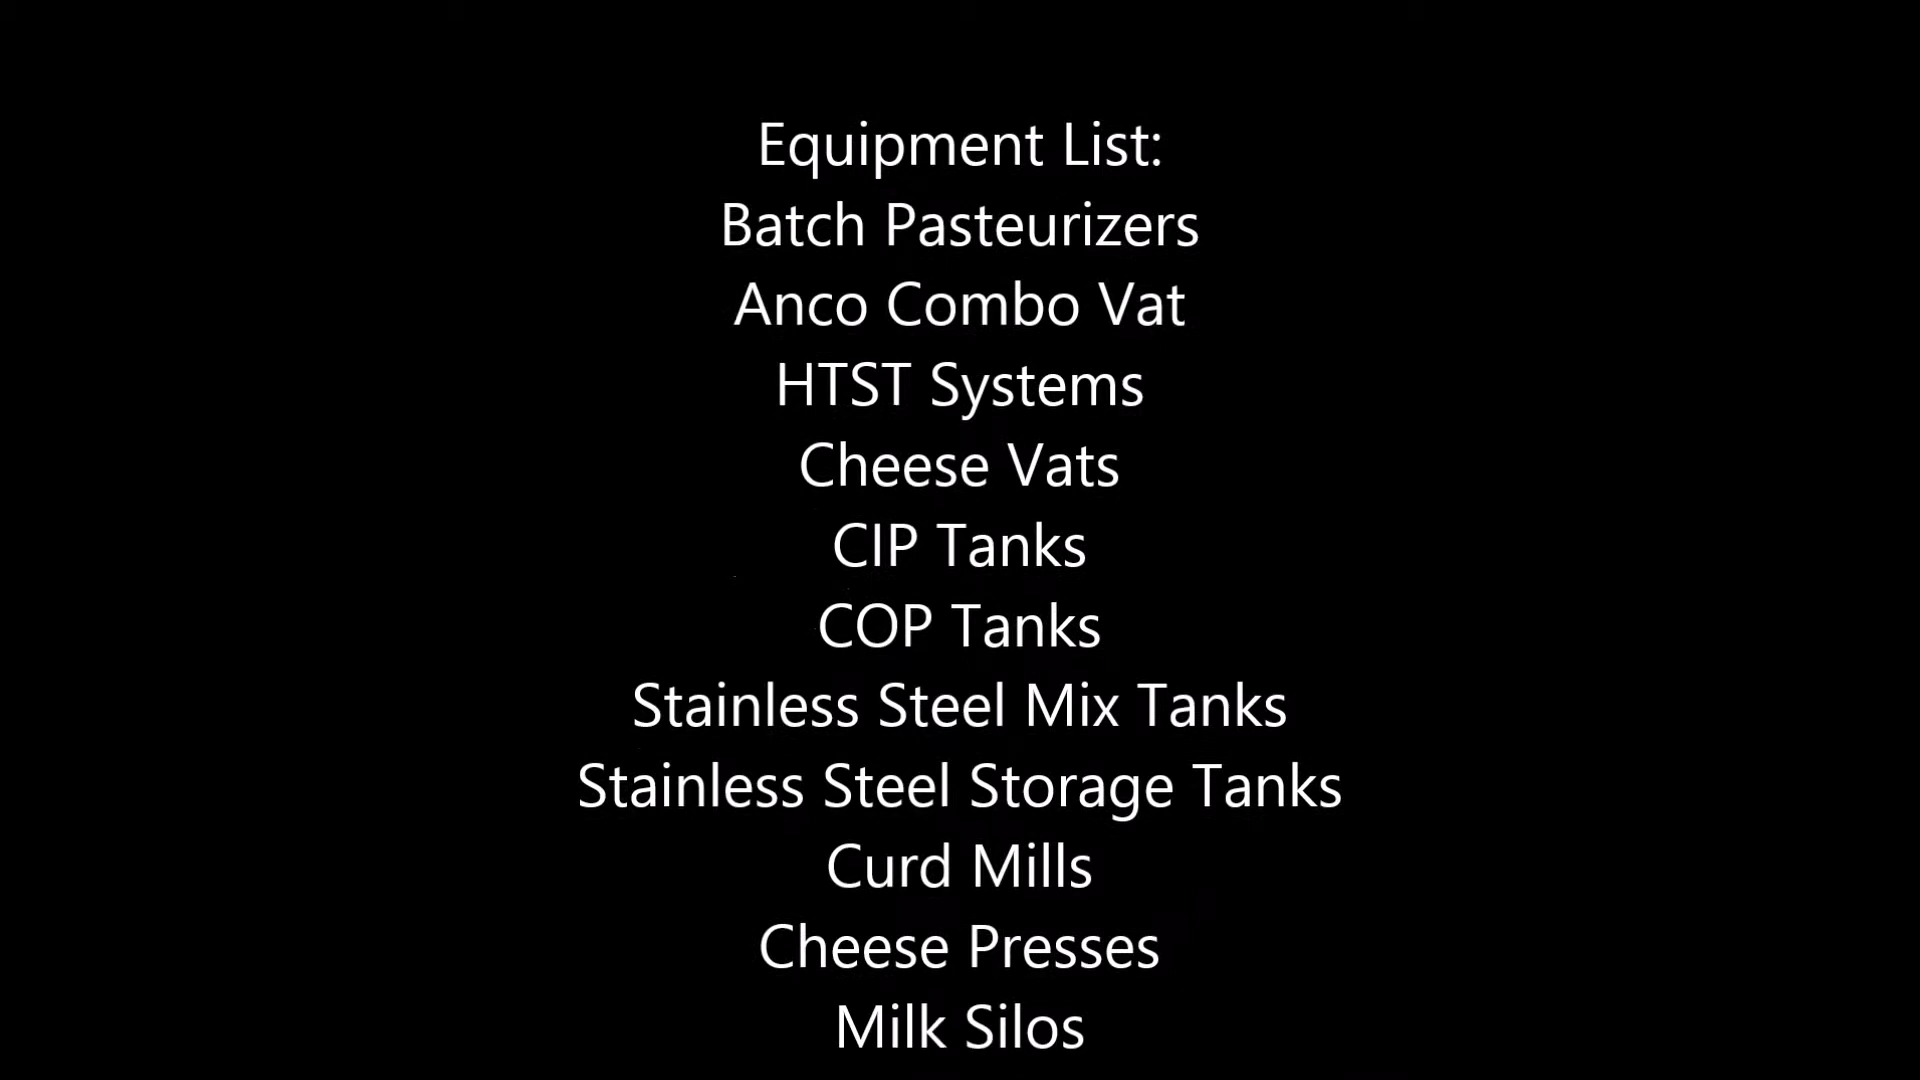 Equipment List:
Batch Pasteurizers
Anco Combo Vat
HTST Systems
Cheese Vats
CIP Tanks
COP Tanks
Stainless Steel Mix Tanks
Stainless Steel Storage Tanks
Curd Mills
Cheese Presses
Milk Silos